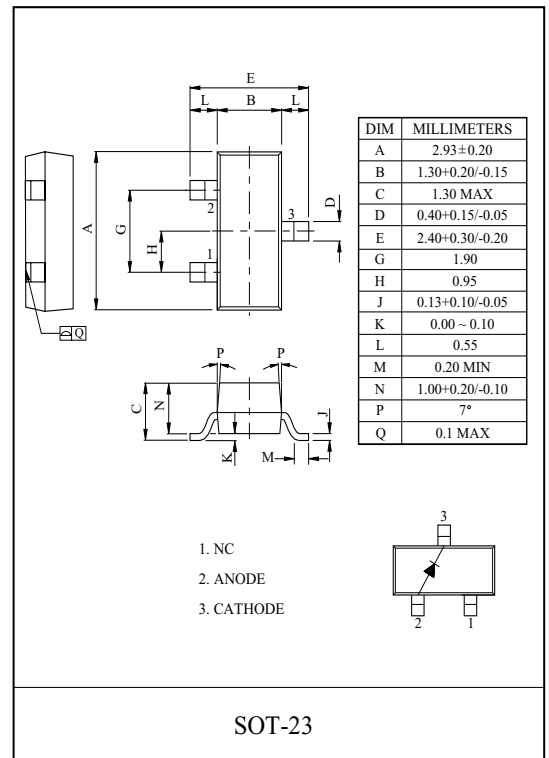 E
L B L
A
G
H
D
2
3
1
Q
DIM MILLIMETERS
A 2.93±0.20
B 1.30+0.20/-0.15
C 1.30 MAX
D 0.40+0.15/-0.05
E 2.40+0.30/-0.20
G 1.90
H 0.95
J 0.13+0.10/-0.05
K 0.00 ~ 0.10
L 0.55
M 0.20 MIN
N 1.00+0.20/-0.10
P 7°
Q 0.1 MAX
P P
C
N
J
K
M
1. NC
2. ANODE
3. CATHODE
3
2 1
SOT-23